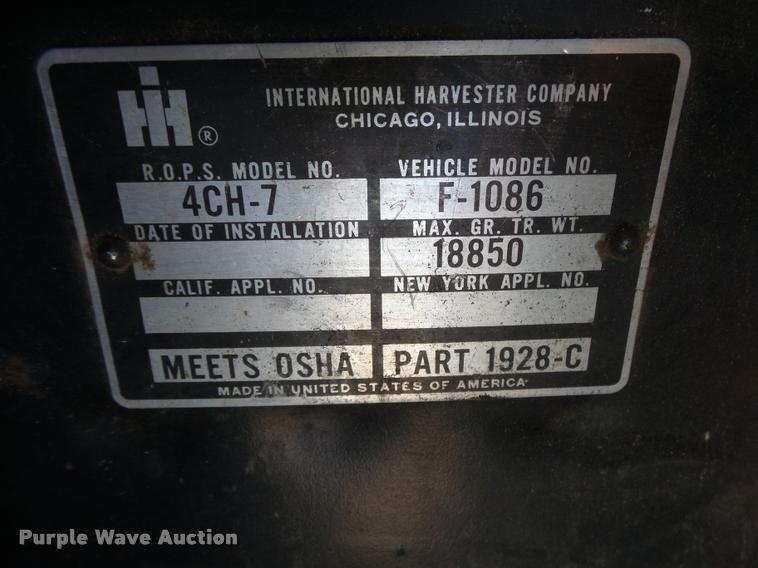 IH ®
INTERNATIONAL HARVESTER COMPANY
CHICAGO, ILLINOIS
R.O.P.S. MODEL NO. VEHICLE MODEL NO.
4CH-7 F-1086
DATE OF INSTALLATION MAX. GR. TR. WT.
18850
CALIF. APPL. NO. NEW YORK APPL. NO.
MEETS OSHA PART 1928-C
MADE IN UNITED STATES OF AMERICA
Purple Wave Auction